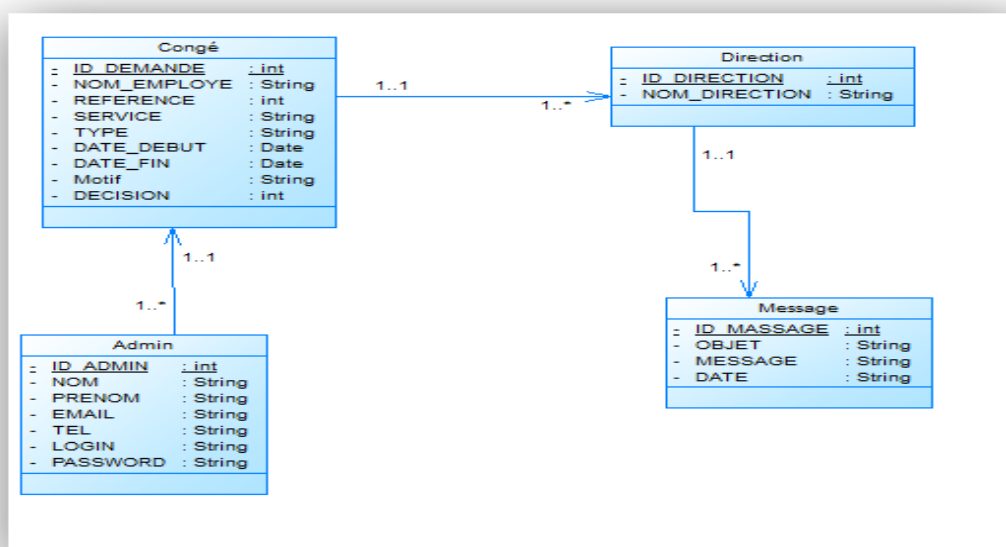 Congé
- ID_DEMANDE : int
- NOM_EMPLOYE : String
- REFERENCE : int
- SERVICE : String
- TYPE : String
- DATE_DEBUT : Date
- DATE_FIN : Date
- Motif : String
- DECISION : int
1..1
1..*
Direction
- ID_DIRECTION : int
- NOM_DIRECTION : String
1..1
1..*
Message
- ID_MASSAGE : int
- OBJET : String
- MESSAGE : String
- DATE : String
1..1
1..*
Admin
- ID_ADMIN : int
- NOM : String
- PRENOM : String
- EMAIL : String
- TEL : String
- LOGIN : String
- PASSWORD : String